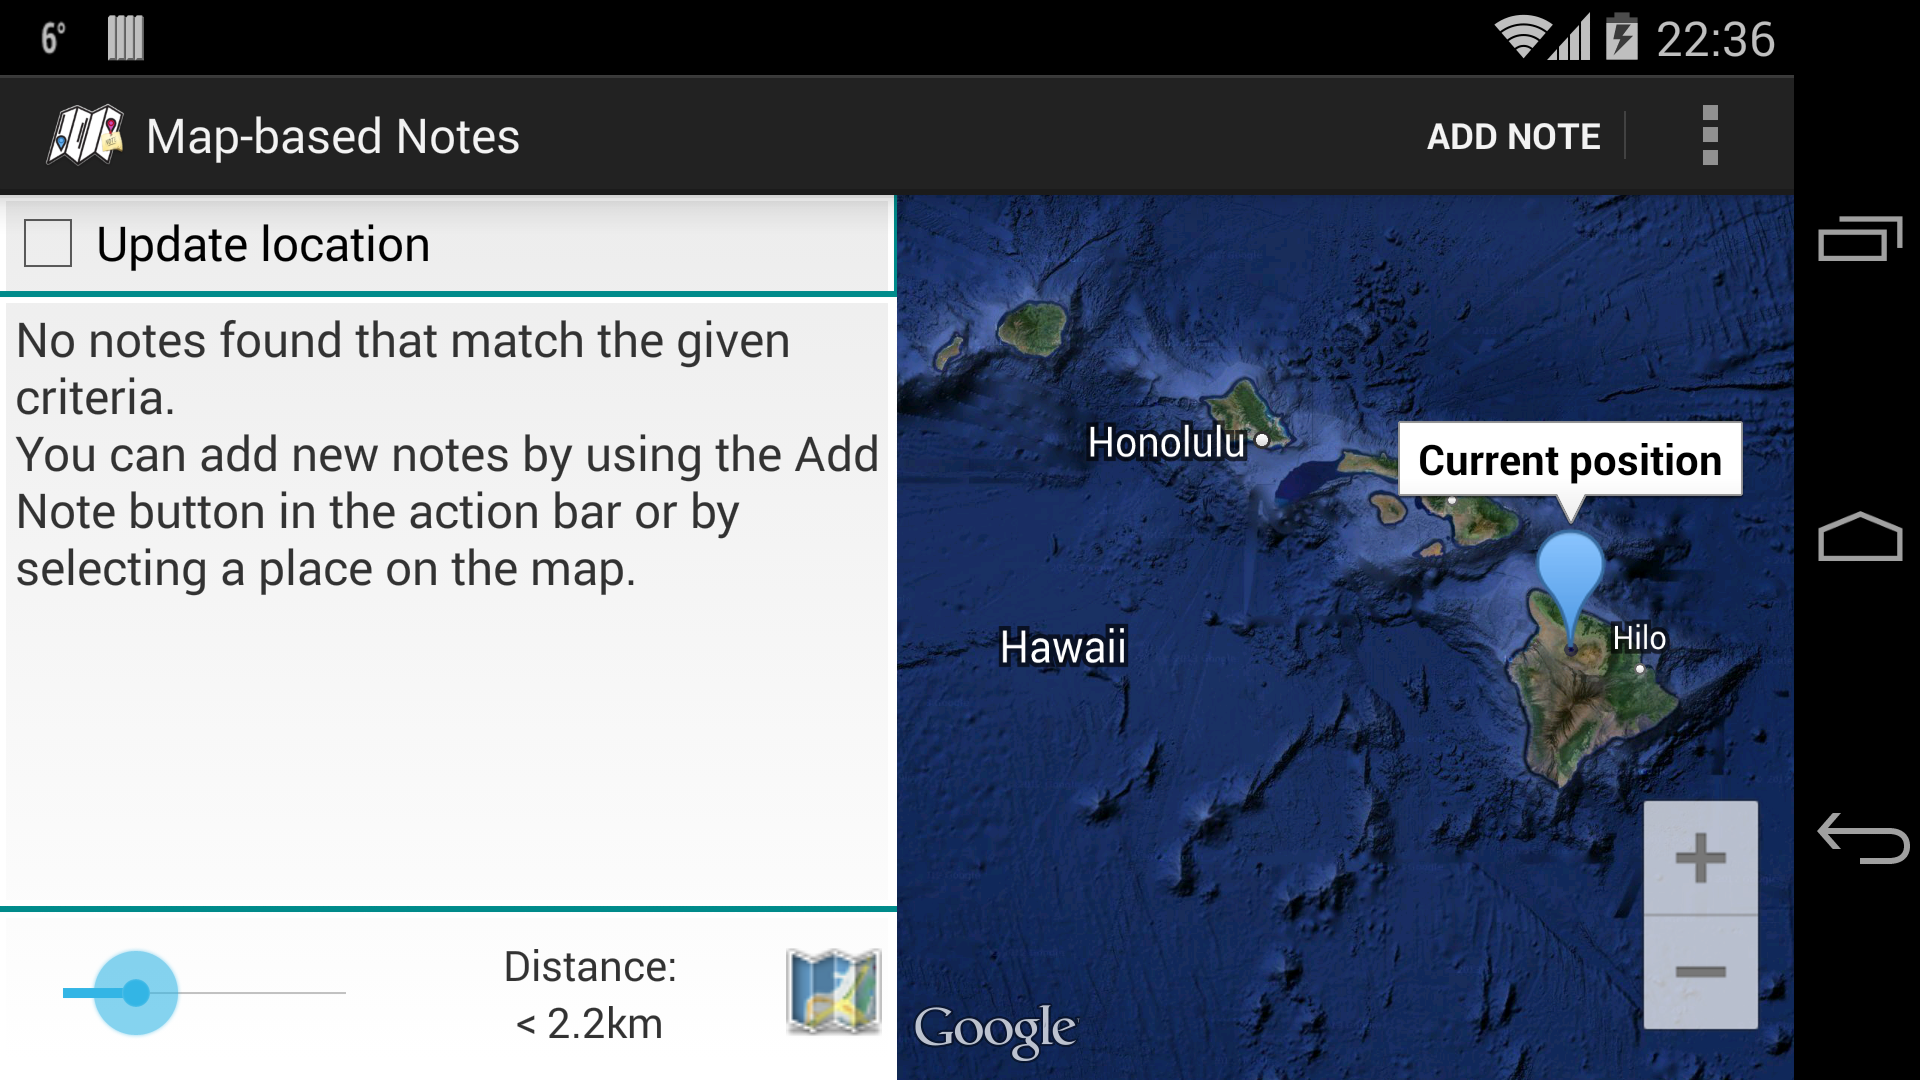 6°
22:36
Map-based Notes
ADD NOTE
Update location
No notes found that match the given
criteria.
You can add new notes by using the Add
Note button in the action bar or by
selecting a place on the map.
Distance:
< 2.2km
Honolulu
Current position
Hawaii
Hilo
+
−
Google